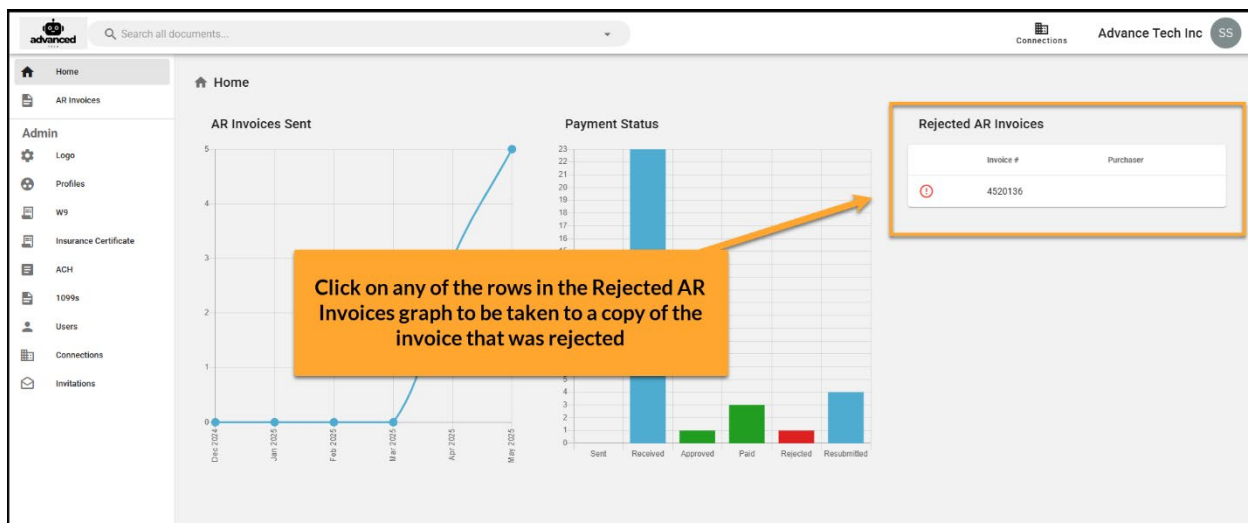 advanced
Search all documents...
Connections
Advance Tech Inc
SS
Home
AR Invoices
Admin
Logo
Profiles
W9
Insurance Certificate
ACH
1099s
Users
Connections
Invitations
Home
AR Invoices Sent
5
4
3
2
1
0
Dec 2024
Jan 2025
Feb 2025
Mar 2025
Apr 2025
May 2025
Payment Status
23
22
21
20
19
18
17
16
5
4
3
2
1
0
Sent
Received
Approved
Paid
Rejected
Resubmitted
Click on any of the rows in the Rejected AR
Invoices graph to be taken to a copy of the
invoice that was rejected
Rejected AR Invoices
Invoice #
Purchaser
4520136